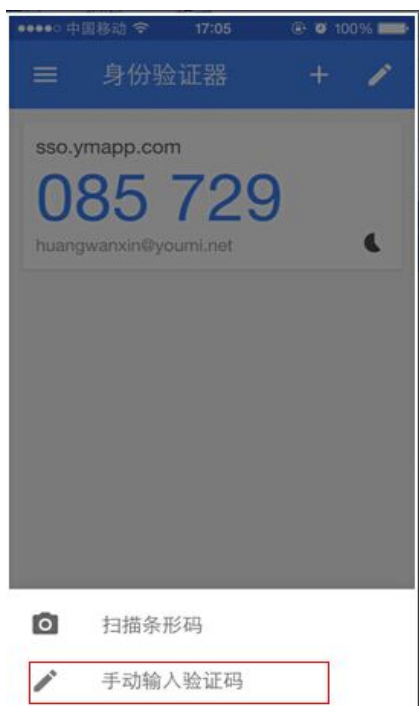 中国移动 17:05 100%
身份验证器
sso.ymapp.com
085 729
huangwanxin@youmi.net
扫描条形码
手动输入验证码